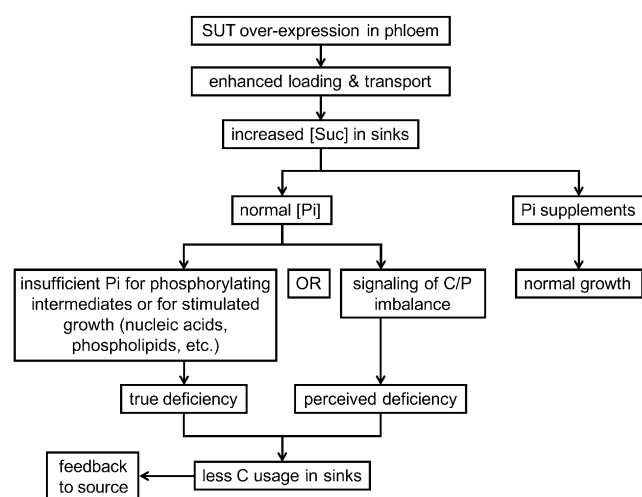 SUT over-expression in phloem
enhanced loading & transport
increased [Suc] in sinks
normal [Pi]
Pi supplements
insufficient Pi for phosphorylating
intermediates or for stimulated
growth (nucleic acids,
phospholipids, etc.)
OR
signaling of C/P
imbalance
normal growth
true deficiency
perceived deficiency
feedback
to source
less C usage in sinks